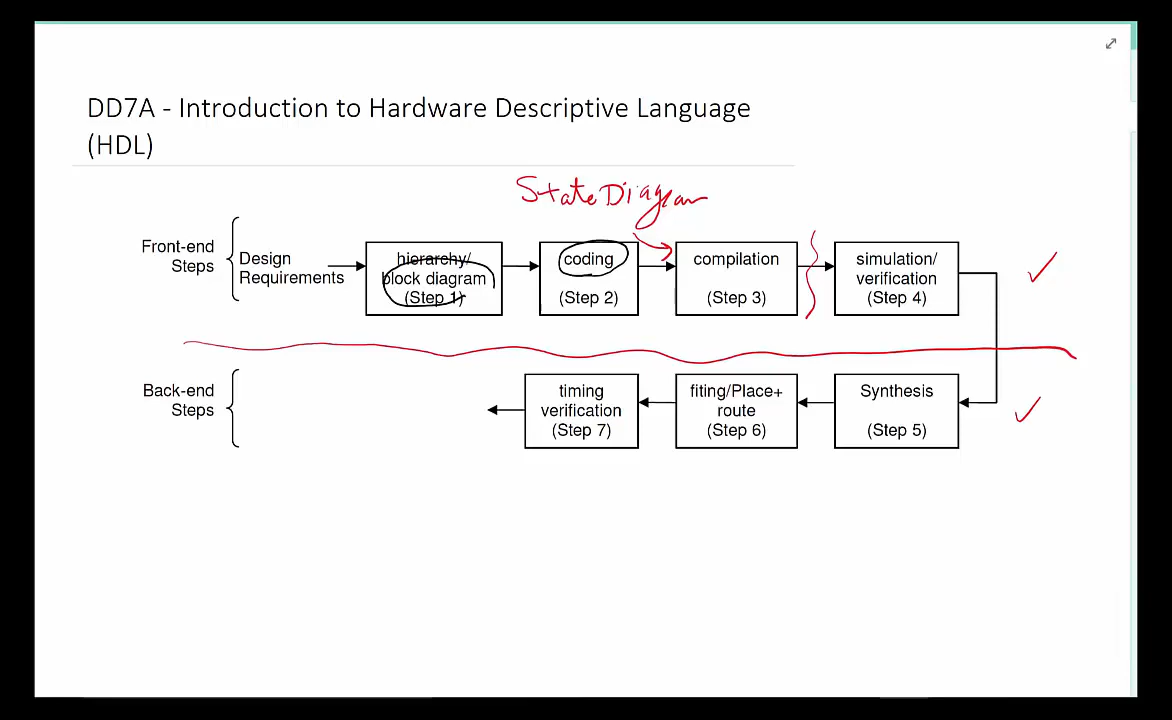 DD7A - Introduction to Hardware Descriptive Language
(HDL)
State Diagram
Front-end
Steps
Design
Requirements
hierarchy/
block diagram
(Step 1)
coding
(Step 2)
compilation
(Step 3)
simulation/
verification
(Step 4)
Back-end
Steps
timing
verification
(Step 7)
fiting/Place+
route
(Step 6)
Synthesis
(Step 5)